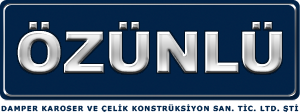 ÖZÜNLÜ
DAMPER KAROSER VE ÇELİK KONSTRÜKSİYON SAN. TİC. LTD. ŞTİ